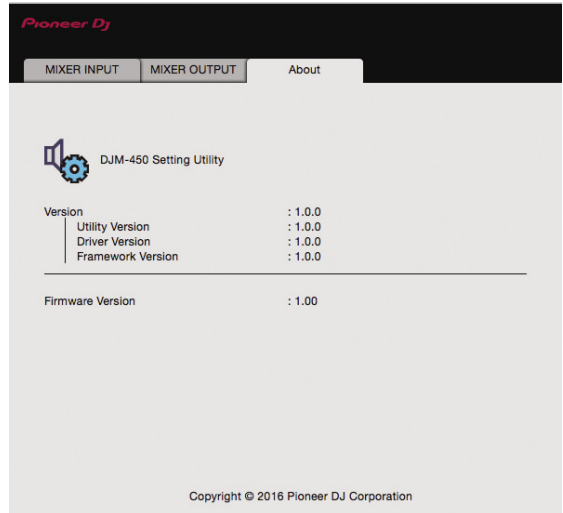 Pioneer Dj
MIXER INPUT MIXER OUTPUT About
DJM-450 Setting Utility
Version : 1.0.0
Utility Version : 1.0.0
Driver Version : 1.0.0
Framework Version : 1.0.0
Firmware Version : 1.00
Copyright © 2016 Pioneer DJ Corporation